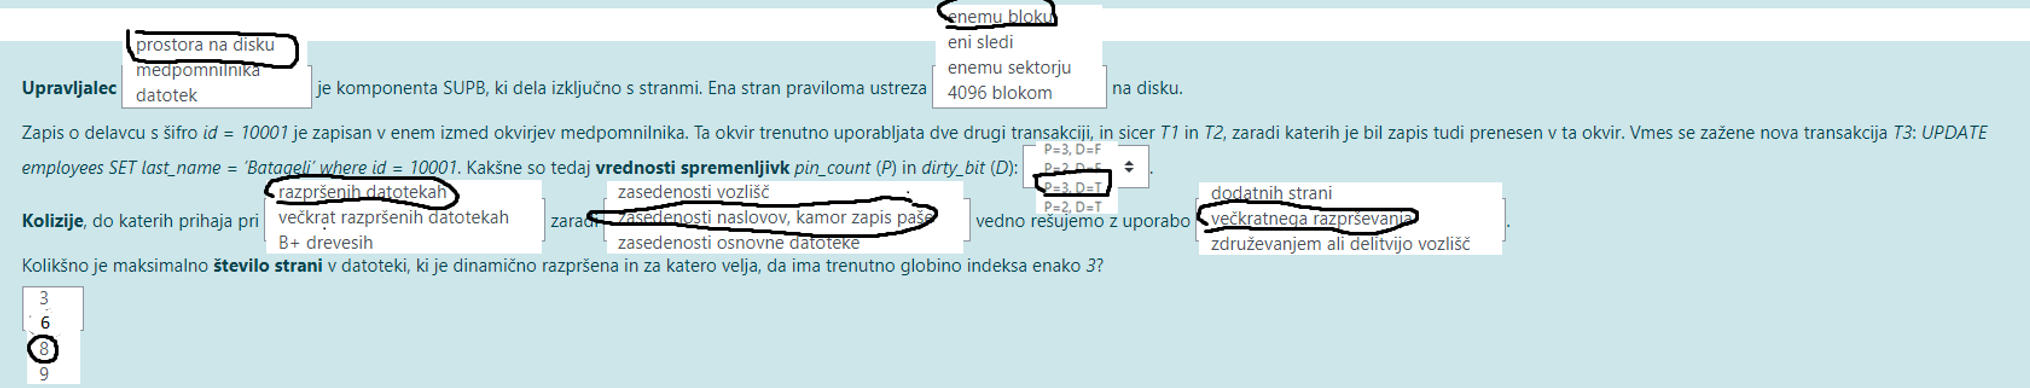 enemu bloku
prostora na disku
eni sledi
medpomnilnika
enemu sektorju
Upravljalec datotek je komponenta SUPB, ki dela izključno s stranmi. Ena stran praviloma ustreza 4096 blokom na disku.
Zapis o delavcu s šifro id = 10001 je zapisan v enem izmed okvirjev medpomnilnika. Ta okvir trenutno uporabljata dve drugi transakciji, in sicer T1 in T2, zaradi katerih je bil zapis tudi prenesen v ta okvir. Vmes se zažene nova transakcija T3: UPDATE
P=3, D=F
employees SET last_name = 'Batagelj' where id = 10001. Kakšne so tedaj vrednosti spremenljivk pin_count (P) in dirty_bit (D): P=2, D=F .
P=3, D=T
razpršenih datotekah
zasedenosti vozlišč
dodatnih strani
P=2, D=T
Kolizije, do katerih prihaja pri večkrat razpršenih datotekah zaradi zasedenosti naslovov, kamor zapis paše vedno rešujemo z uporabo večkratnega razprševanja .
B+ drevesih
zasedenosti osnovne datoteke
združevanjem ali delitvijo vozlišč
Kolikšno je maksimalno število strani v datoteki, ki je dinamično razpršena in za katero velja, da ima trenutno globino indeksa enako 3?
3
6
8
9